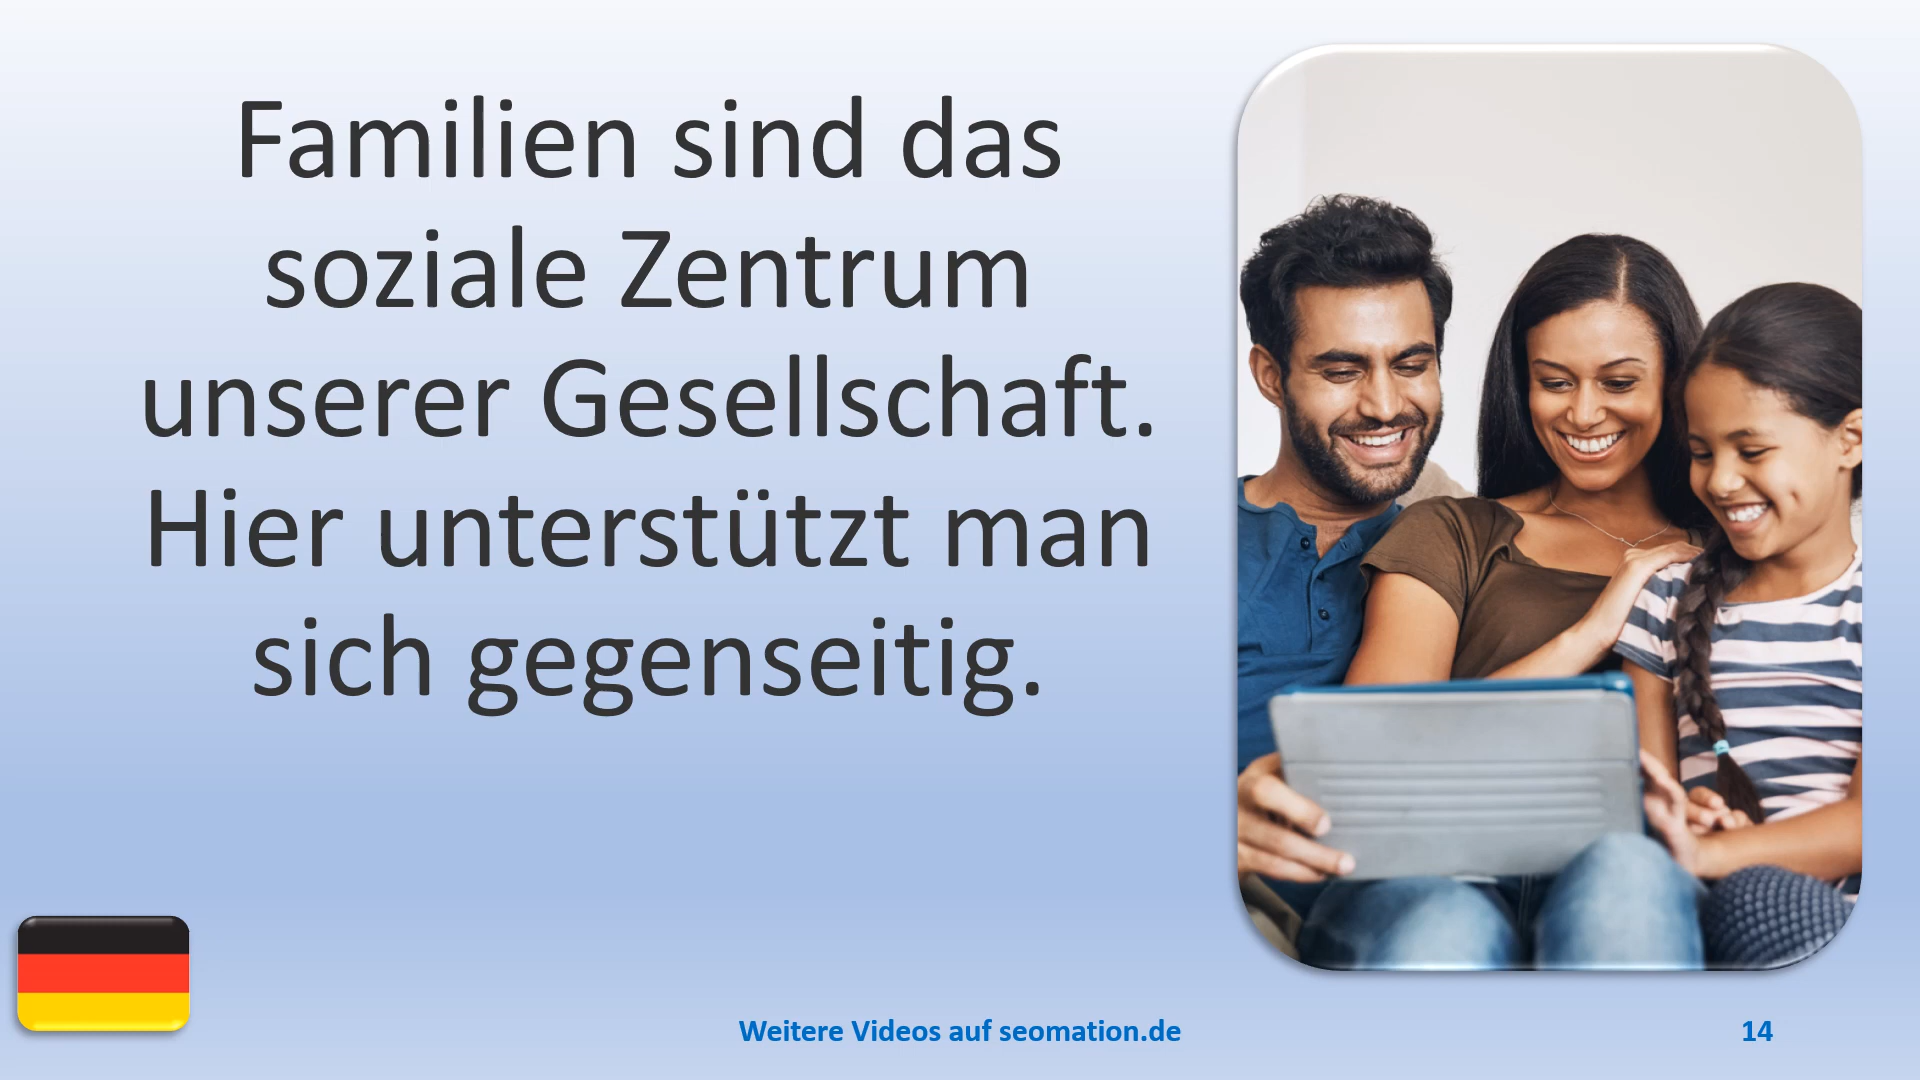 Familien sind das
soziale Zentrum
unserer Gesellschaft.
Hier unterstützt man
sich gegenseitig.
Weitere Videos auf seomation.de
14